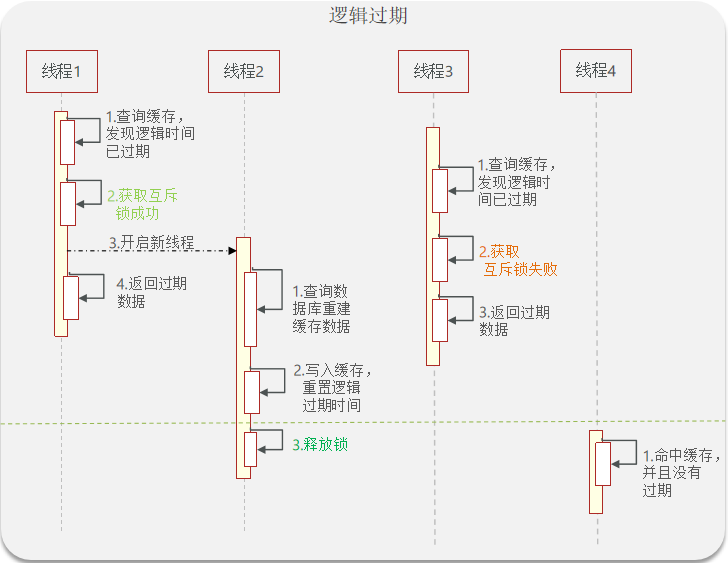 逻辑过期
线程1
线程2
线程3
线程4
1.查询缓存，
发现逻辑时间
已过期
2.获取互斥
锁成功
3.开启新线程
4.返回过期
数据
1.查询数
据库重建
缓存数据
2.写入缓存，
重置逻辑
过期时间
3.释放锁
1.查询缓存，
发现逻辑时
间已过期
2.获取
互斥锁失败
3.返回过期
数据
1.命中缓存，
并且没有
过期